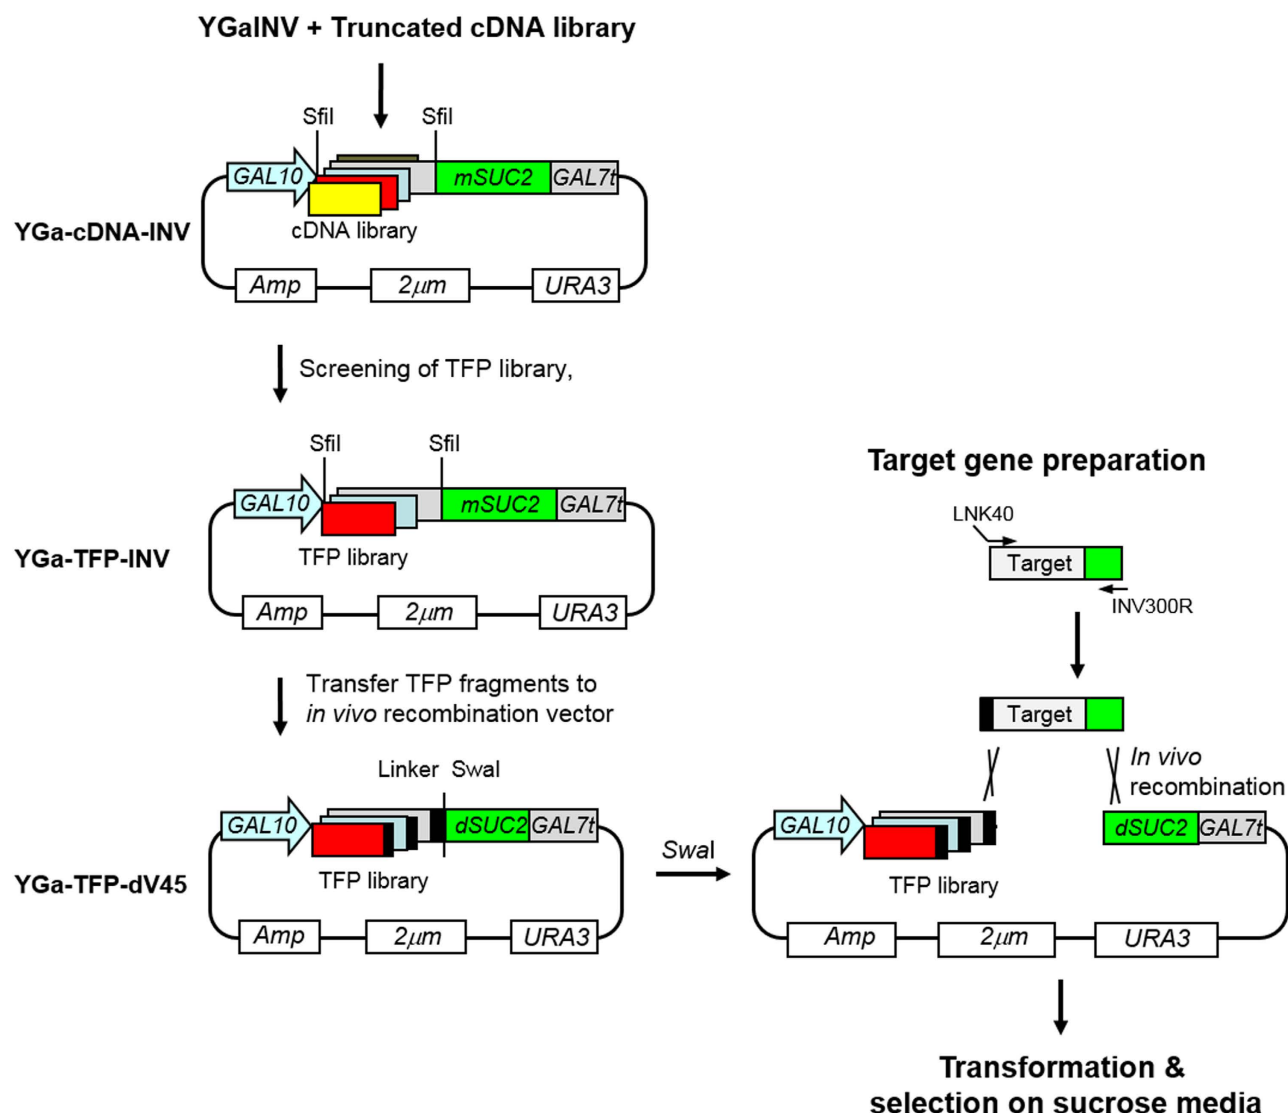 YGaINV + Truncated cDNA library
SfiI SfiI
GAL10 mSUC2 GAL7t
cDNA library
YGa-cDNA-INV
Amp 2μm URA3
Screening of TFP library,
SfiI SfiI
GAL10 mSUC2 GAL7t
TFP library
YGa-TFP-INV
Amp 2μm URA3
Transfer TFP fragments to
in vivo recombination vector
Linker SwaI
GAL10 dSUC2 GAL7t
TFP library
YGa-TFP-dV45
Amp 2μm URA3
SwaI
Target gene preparation
LNK40
Target
INV300R
Target
In vivo
recombination
GAL10 dSUC2 GAL7t
TFP library
Amp 2μm URA3
Transformation &
selection on sucrose media